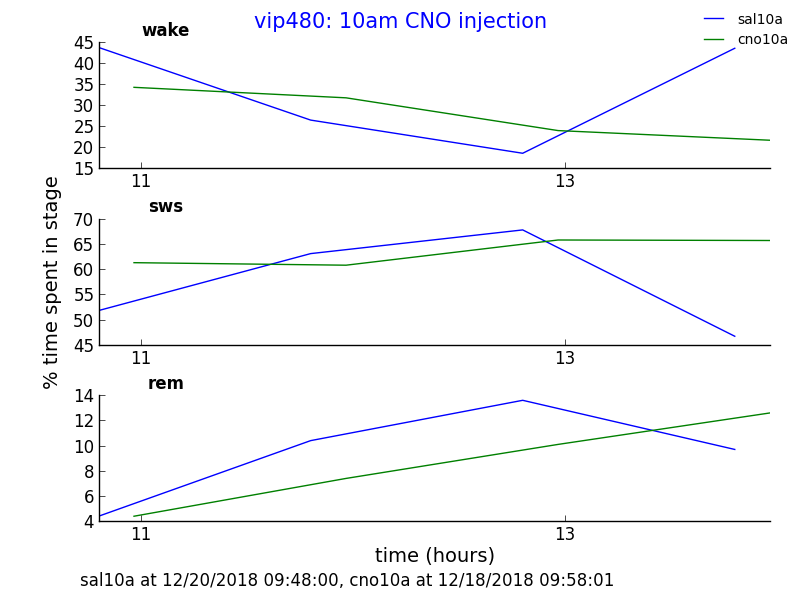 vip480: 10am CNO injection
sal10a
cno10a
wake
45
40
35
30
25
20
15
11 13
sws
70
65
60
55
50
45
11 13
rem
14
12
10
8
6
4
11 13
% time spent in stage
time (hours)
sal10a at 12/20/2018 09:48:00, cno10a at 12/18/2018 09:58:01